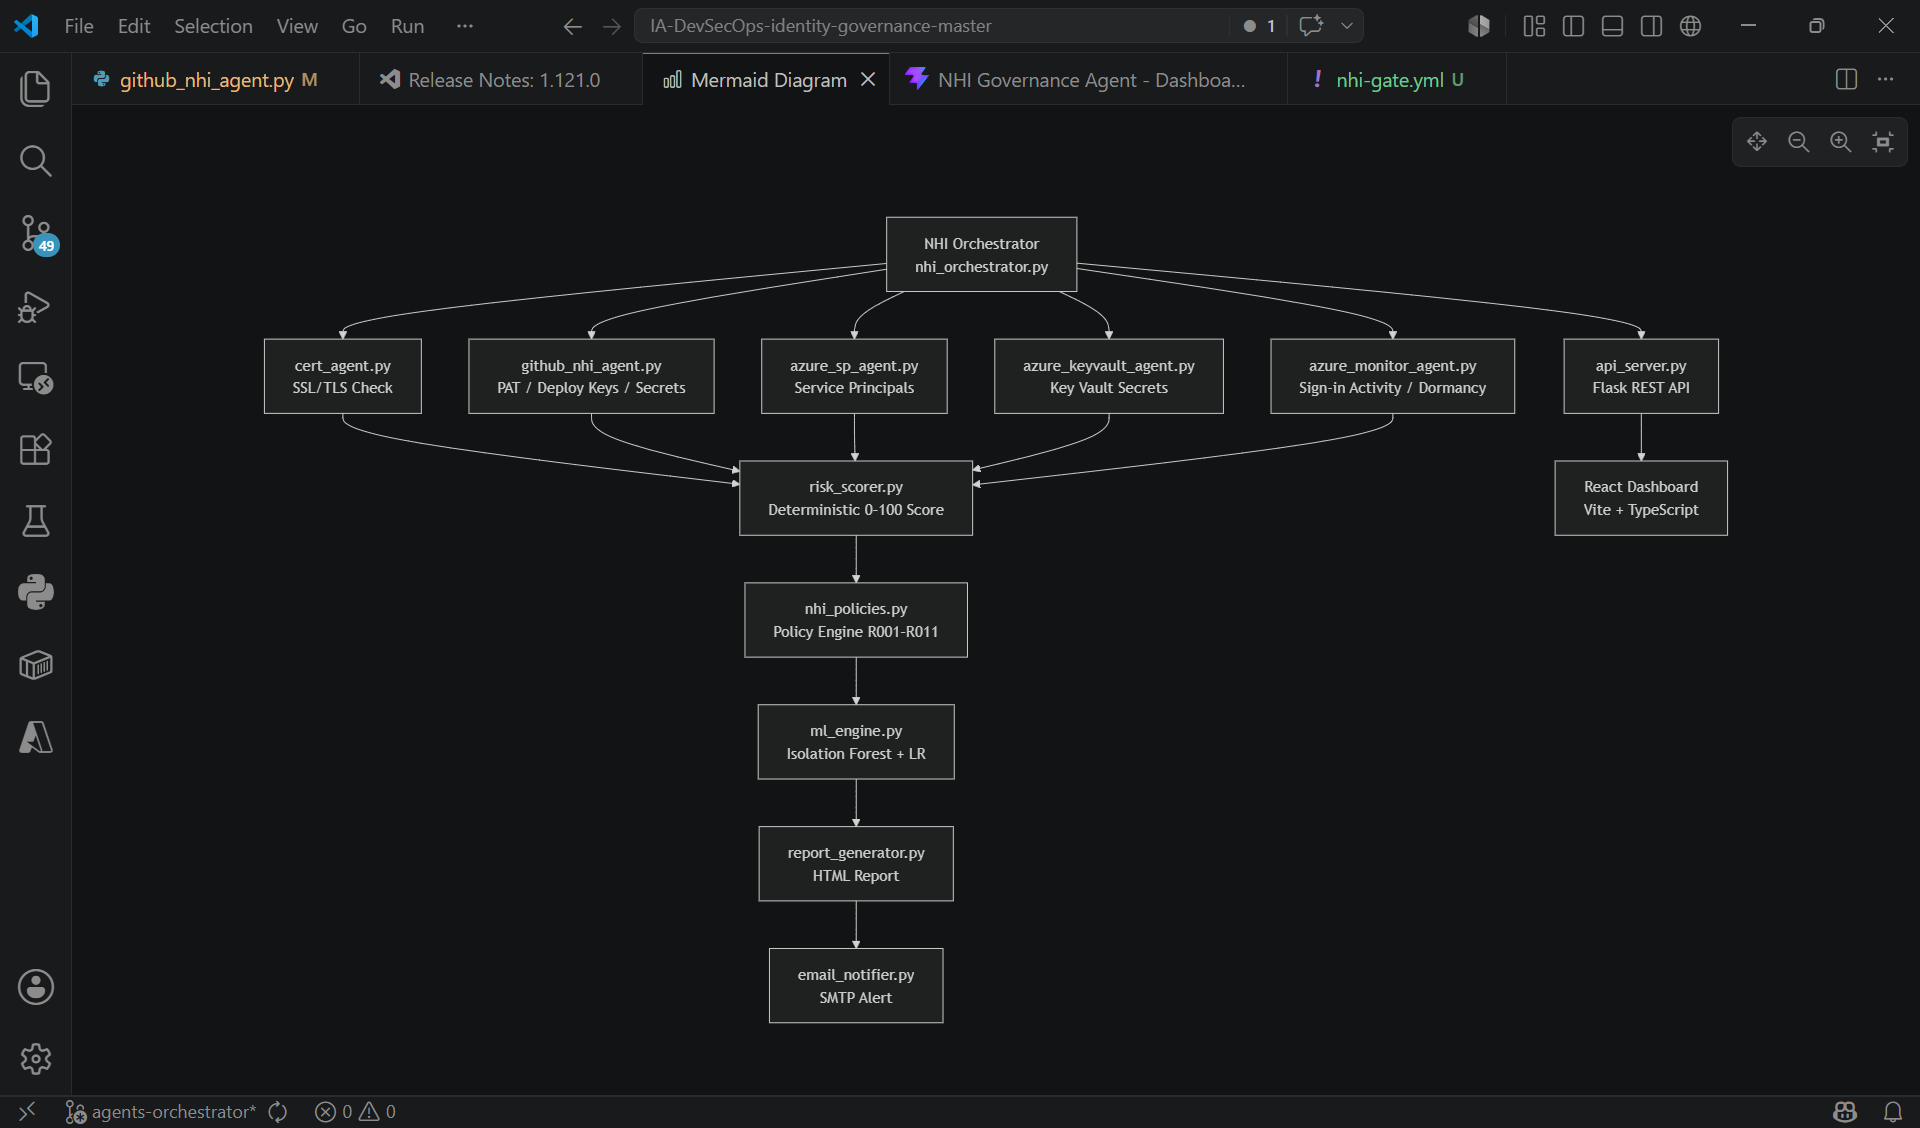 File Edit Selection View Go Run ···
IA-DevSecOps-identity-governance-master
1
github_nhi_agent.py M
Release Notes: 1.121.0
Mermaid Diagram
NHI Governance Agent - Dashboa...
! nhi-gate.yml U
49
NHI Orchestrator
nhi_orchestrator.py
cert_agent.py
SSL/TLS Check
github_nhi_agent.py
PAT / Deploy Keys / Secrets
azure_sp_agent.py
Service Principals
azure_keyvault_agent.py
Key Vault Secrets
azure_monitor_agent.py
Sign-in Activity / Dormancy
api_server.py
Flask REST API
risk_scorer.py
Deterministic 0-100 Score
React Dashboard
Vite + TypeScript
nhi_policies.py
Policy Engine R001-R011
ml_engine.py
Isolation Forest + LR
report_generator.py
HTML Report
email_notifier.py
SMTP Alert
agents-orchestrator*
0
0